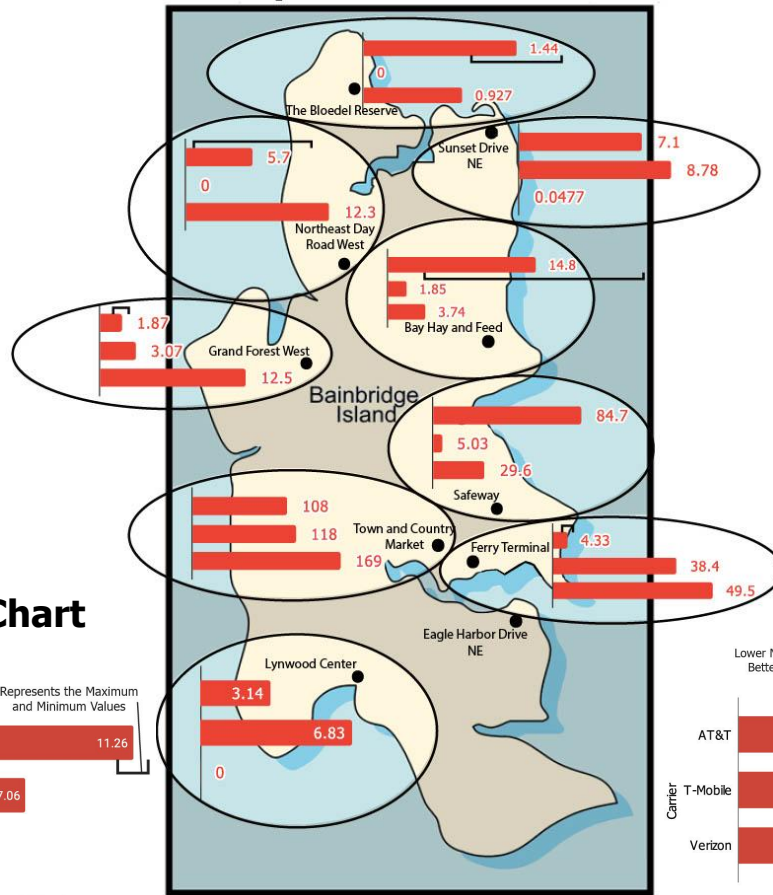 1.44
0
0.927
The Bloedel Reserve
Sunset Drive
NE
7.1
8.78
0.0477
5.7
0
12.3
Northeast Day
Road West
14.8
1.85
3.74
Bay Hay and Feed
1.87
3.07
12.5
Grand Forest West
Bainbridge
Island
84.7
5.03
29.6
Safeway
108
118
169
Town and Country
Market
Ferry Terminal
4.33
38.4
49.5
Eagle Harbor Drive
NE
Chart
Represents the Maximum
and Minimum Values
11.26
7.06
Lynwood Center
3.14
6.83
0
Lower
Bette
Carrier
AT&T
T-Mobile
Verizon